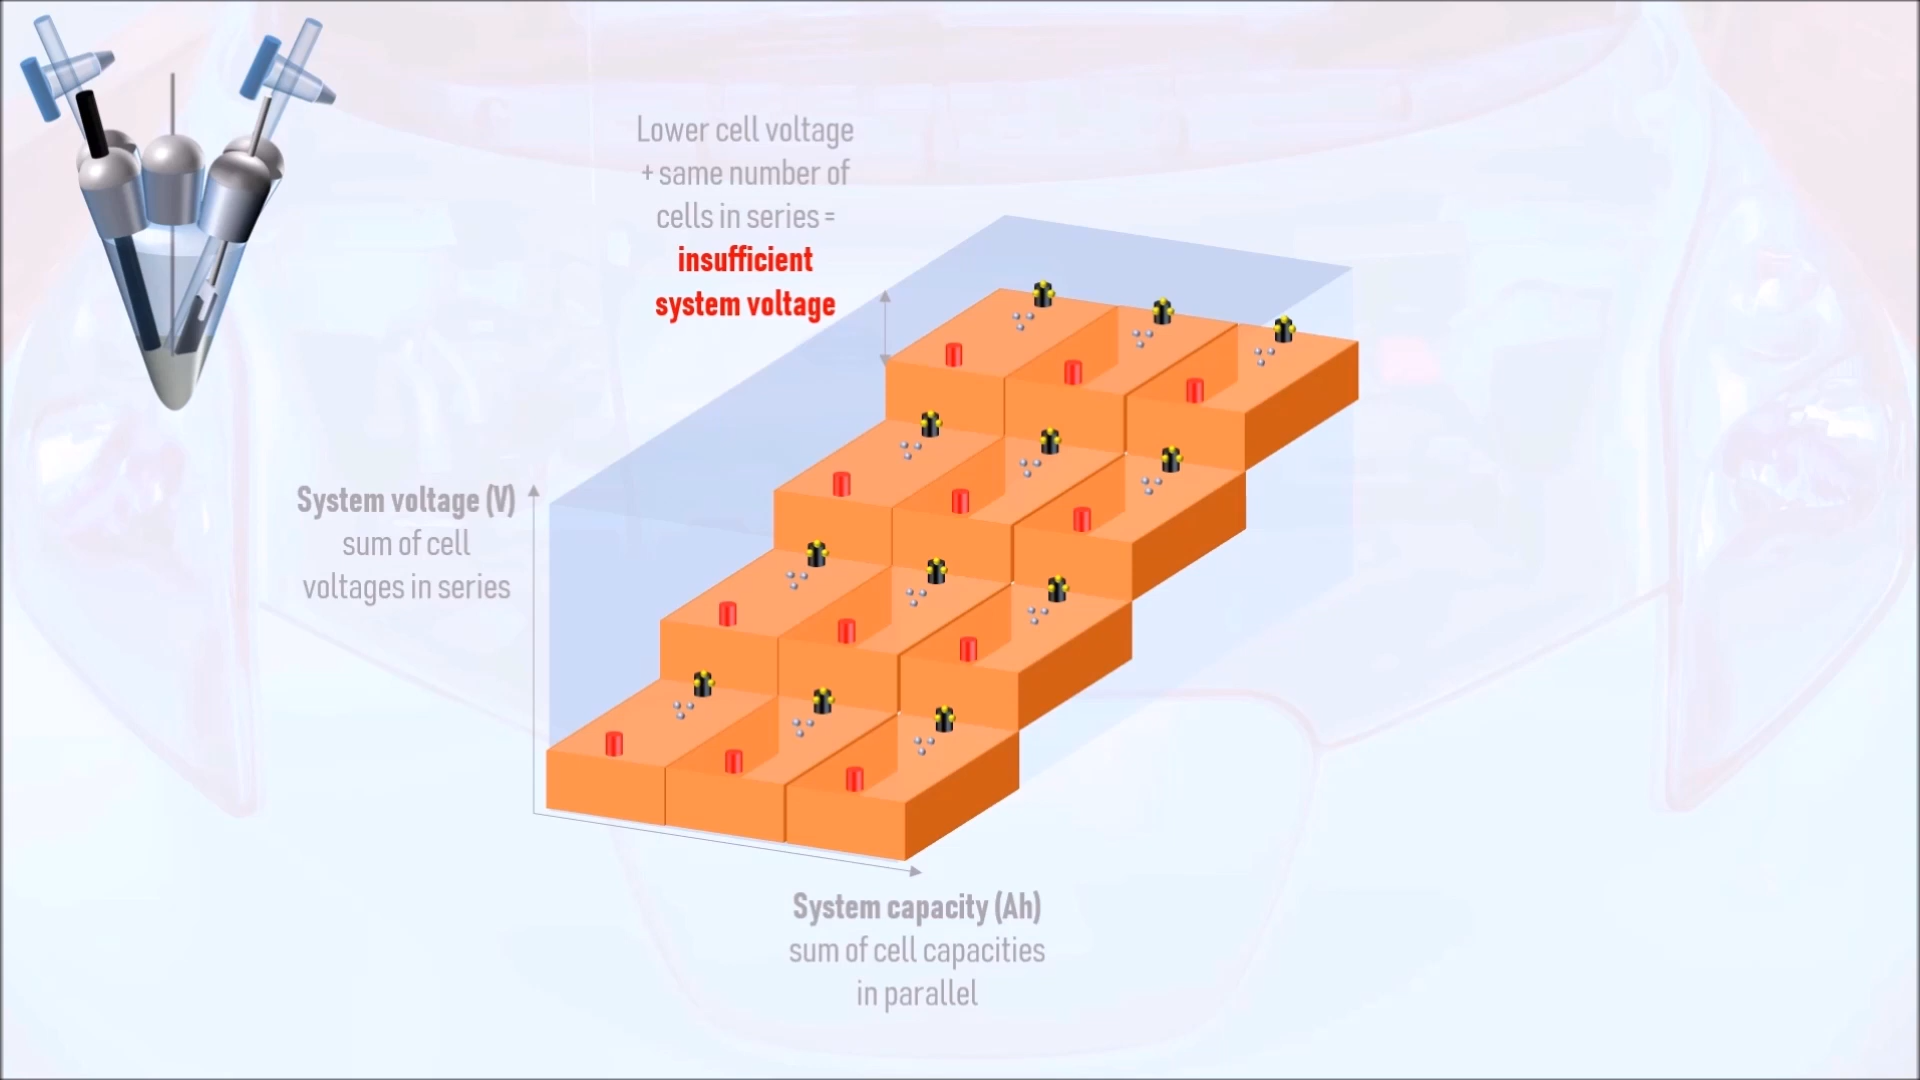 Lower cell voltage
+ same number of
cells in series =
insufficient
system voltage
System voltage (V)
sum of cell
voltages in series
System capacity (Ah)
sum of cell capacities
in parallel